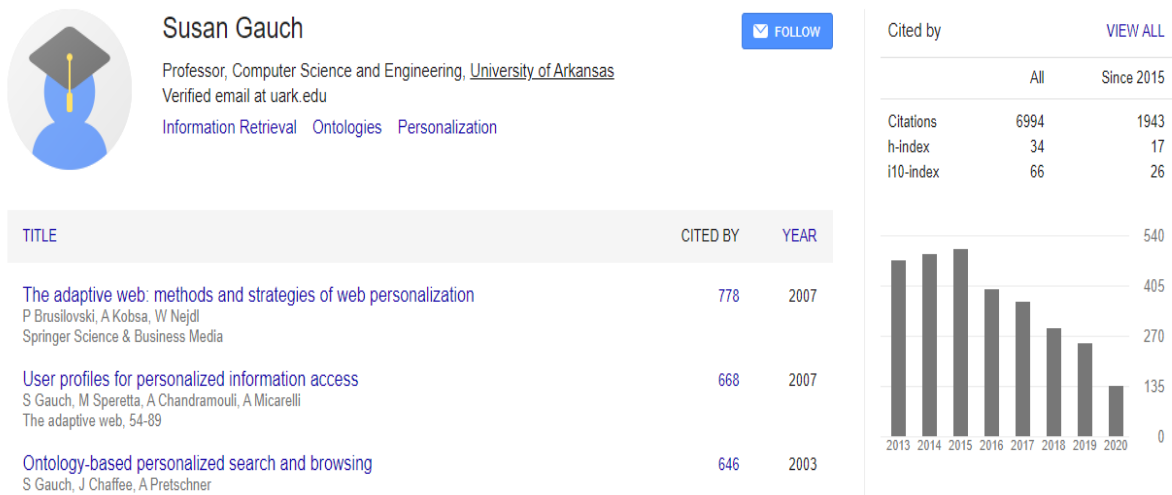 Susan Gauch
FOLLOW
Professor, Computer Science and Engineering, University of Arkansas
Verified email at uark.edu
Information Retrieval Ontologies Personalization
TITLE CITED BY YEAR
The adaptive web: methods and strategies of web personalization 778 2007
P Brusilovski, A Kobsa, W Nejdl
Springer Science & Business Media
User profiles for personalized information access 668 2007
S Gauch, M Speretta, A Chandramouli, A Micarelli
The adaptive web, 54-89
Ontology-based personalized search and browsing 646 2003
S Gauch, J Chaffee, A Pretschner
Cited by VIEW ALL
All Since 2015
Citations 6994 1943
h-index 34 17
i10-index 66 26
540
405
270
135
0
2013 2014 2015 2016 2017 2018 2019 2020